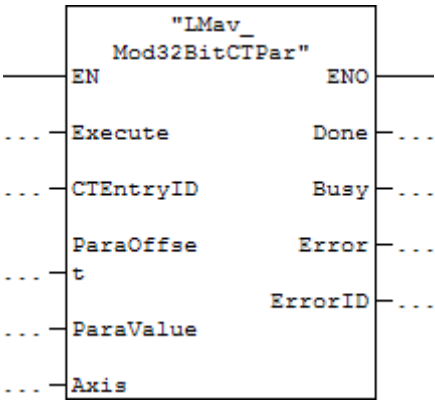 "LMav_
Mod32BitCTPar"
EN ENO
... Execute Done ...
... CTEntryID Busy ...
ParaOffse Error ...
... t
ErrorID ...
... ParaValue
... Axis